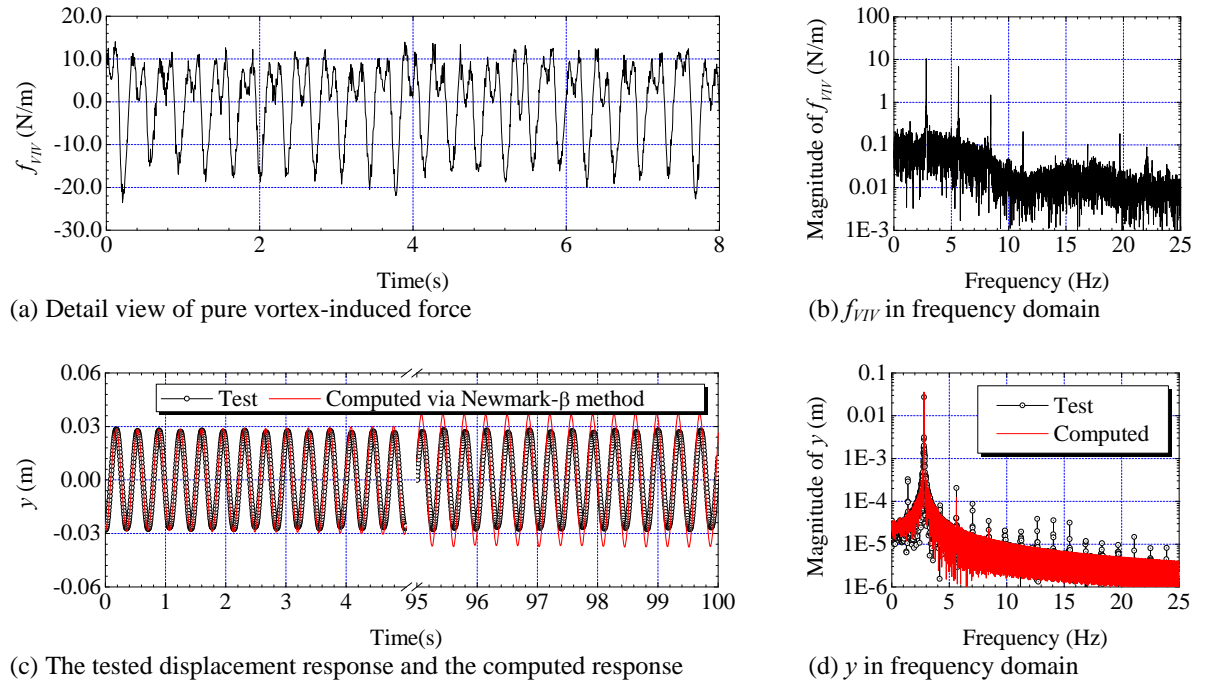 20.0
10.0
0.0
-10.0
-20.0
-30.0
f_VIV (N/m)
0 2 4 6 8
Time(s)
(a) Detail view of pure vortex-induced force
100
10
1
0.1
0.01
1E-3
Magnitude of f_VIV (N/m)
0 5 10 15 20 25
Frequency (Hz)
(b) f_VIV in frequency domain
0.06
0.03
0.00
-0.03
-0.06
y (m)
Test
Computed via Newmark-β method
0 1 2 3 4 95 96 97 98 99 100
Time(s)
(c) The tested displacement response and the computed response
0.1
0.01
1E-3
1E-4
1E-5
1E-6
Magnitude of y (m)
Test
Computed
0 5 10 15 20 25
Frequency (Hz)
(d) y in frequency domain